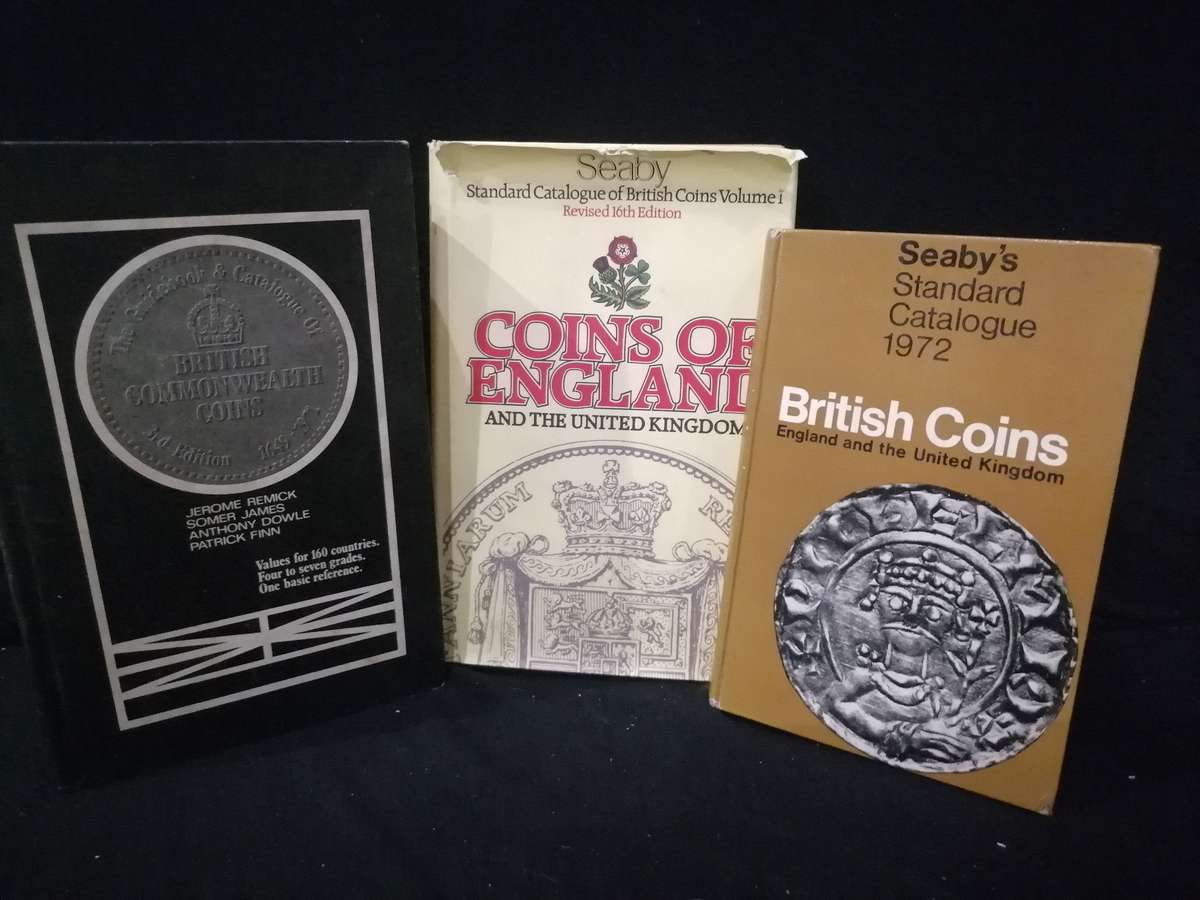 The Guidebook & Catalogue Of
BRITISH
COMMONWEALTH
COINS
3rd Edition 1649-1971
JEROME REMICK
SOMER JAMES
ANTHONY DOWLE
PATRICK FINN
Values for 160 countries.
Four to seven grades.
One basic reference.
Seaby
Standard Catalogue of British Coins Volume 1
Revised 16th Edition
COINS OF
ENGLAND
AND THE UNITED KINGDOM
ANNIARUM RE
Seaby's
Standard
Catalogue
1972
British Coins
England and the United Kingdom